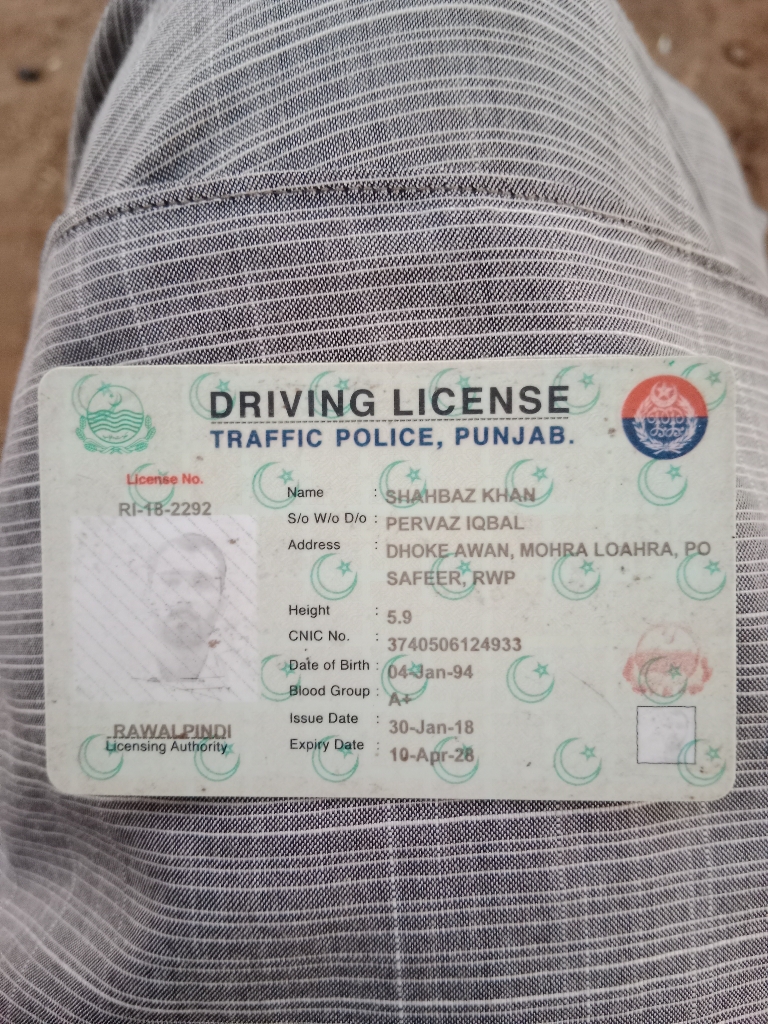 DRIVING LICENSE
TRAFFIC POLICE, PUNJAB.
License No.
RI-18-2292
Name : SHAHBAZ KHAN
S/o W/o D/o : PERVAZ IQBAL
Address : DHOKE AWAN, MOHRA LOAHRA, PO
SAFEER, RWP
Height : 5.9
CNIC No. : 3740506124933
Date of Birth : 04-Jan-94
Blood Group : A+
Issue Date : 30-Jan-18
Expiry Date : 10-Apr-28
RAWALPINDI
Licensing Authority